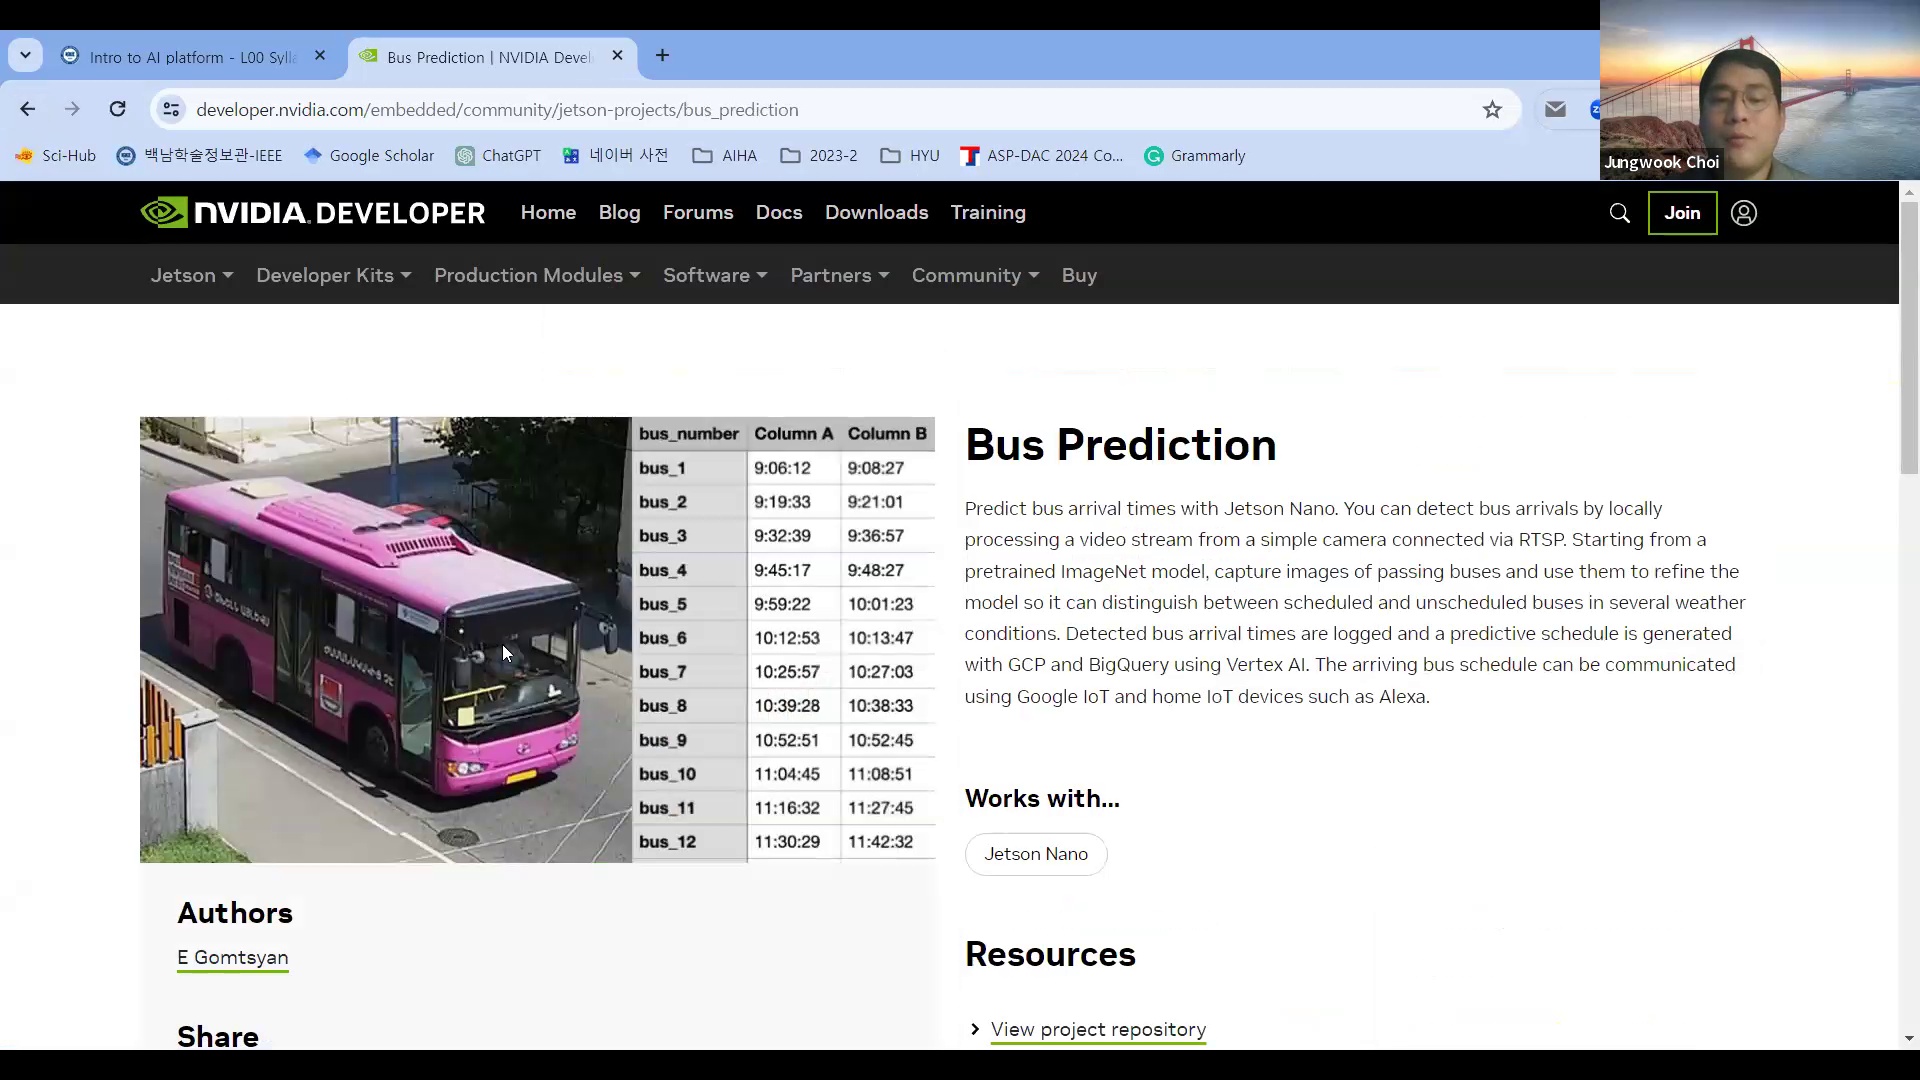 Intro to AI platform - L00 Sylla
Bus Prediction | NVIDIA Devel
developer.nvidia.com/embedded/community/jetson-projects/bus_prediction
Sci-Hub
백남학술정보관-IEEE
Google Scholar
ChatGPT
네이버 사전
AIHA
2023-2
HYU
ASP-DAC 2024 Co...
Grammarly
Jungwook Choi
NVIDIA. DEVELOPER
Home Blog Forums Docs Downloads Training
Join
Jetson Developer Kits Production Modules Software Partners Community Buy
bus_number Column A Column B
bus_1 9:06:12 9:08:27
bus_2 9:19:33 9:21:01
bus_3 9:32:39 9:36:57
bus_4 9:45:17 9:48:27
bus_5 9:59:22 10:01:23
bus_6 10:12:53 10:13:47
bus_7 10:25:57 10:27:03
bus_8 10:39:28 10:38:33
bus_9 10:52:51 10:52:45
bus_10 11:04:45 11:08:51
bus_11 11:16:32 11:27:45
bus_12 11:30:29 11:42:32
Authors
E Gomtsyan
Share
Bus Prediction
Predict bus arrival times with Jetson Nano. You can detect bus arrivals by locally
processing a video stream from a simple camera connected via RTSP. Starting from a
pretrained ImageNet model, capture images of passing buses and use them to refine the
model so it can distinguish between scheduled and unscheduled buses in several weather
conditions. Detected bus arrival times are logged and a predictive schedule is generated
with GCP and BigQuery using Vertex AI. The arriving bus schedule can be communicated
using Google IoT and home IoT devices such as Alexa.
Works with...
Jetson Nano
Resources
View project repository